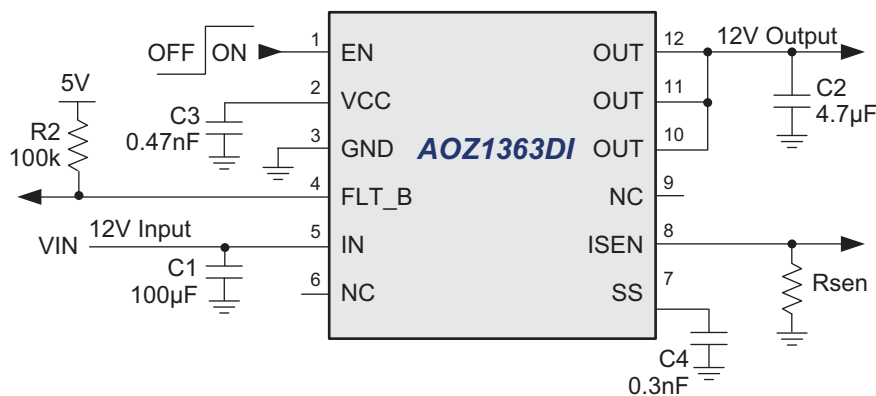 OFF ON
1
EN
5V
C3
0.47nF
2
VCC
R2
100k
3
GND
4
FLT_B
VIN
12V Input
5
IN
C1
100µF
6
NC
AOZ1363DI
OUT
12
12V Output
OUT
11
C2
4.7µF
OUT
10
NC
9
ISEN
8
Rsen
SS
7
C4
0.3nF